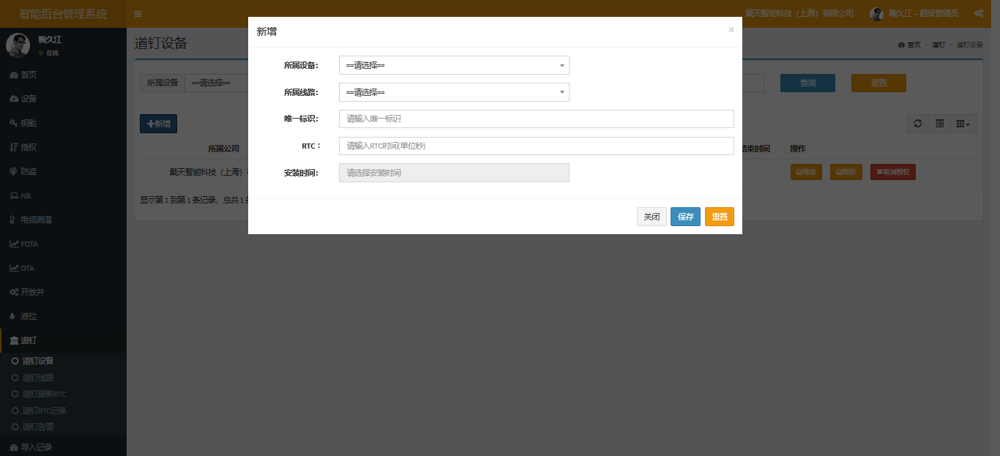 智能后台管理系统
戴天智能科技（上海）有限公司
鞠久江 – 超级管理员
鞠久江
在线
首页
设备
钥匙
授权
防盗
NB
电缆测温
FOTA
OTA
开放井
液位
道钉
道钉设备
道钉线路
道钉最新RTC
道钉RTC记录
道钉告警
导入记录
道钉设备
首页 > 道钉 > 道钉设备
所属设备 ==请选择==
查询 重置
新增
所属公司
结束时间 操作
戴天智能科技（上海）
修改 授权 取消授权
显示第 1 到第 1 条记录，总共 1
新增 ×
所属设备： ==请选择==
所属线路： ==请选择==
唯一标识： 请输入唯一标识
RTC： 请输入RTC时间(单位秒)
安装时间： 请选择安装时间
关闭 保存 重置